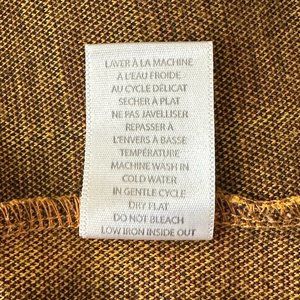 LAVER À LA MACHINE
À L'EAU FROIDE
AU CYCLE DÉLICAT
SÉCHER À PLAT
NE PAS JAVELLISER
REPASSER À
L'ENVERS À BASSE
TEMPÉRATURE
MACHINE WASH IN
COLD WATER
IN GENTLE CYCLE
DRY FLAT
DO NOT BLEACH
LOW IRON INSIDE OUT